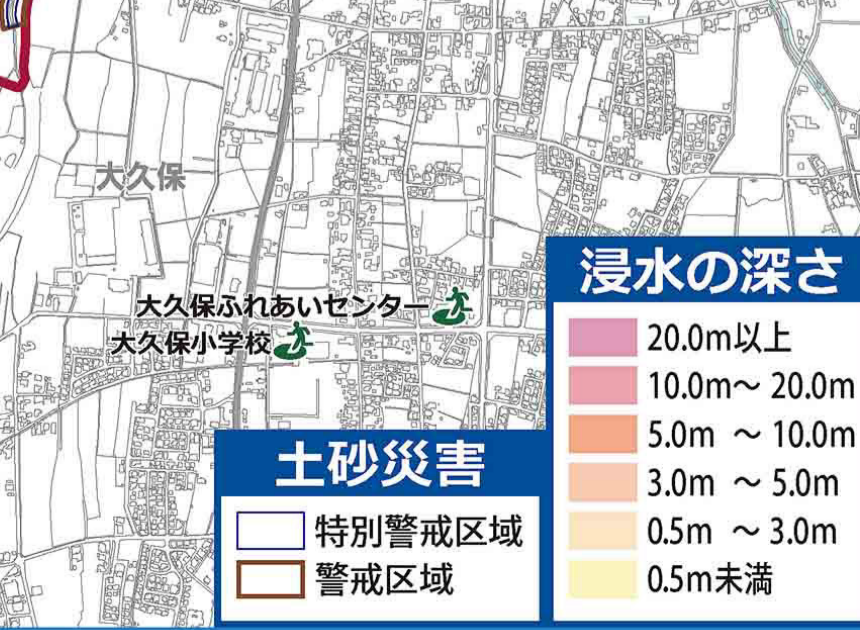 大久保
大久保ふれあいセンター
大久保小学校
浸水の深さ
20.0m以上
10.0m～ 20.0m
5.0m ～ 10.0m
3.0m ～ 5.0m
0.5m ～ 3.0m
0.5m未満
土砂災害
特別警戒区域
警戒区域